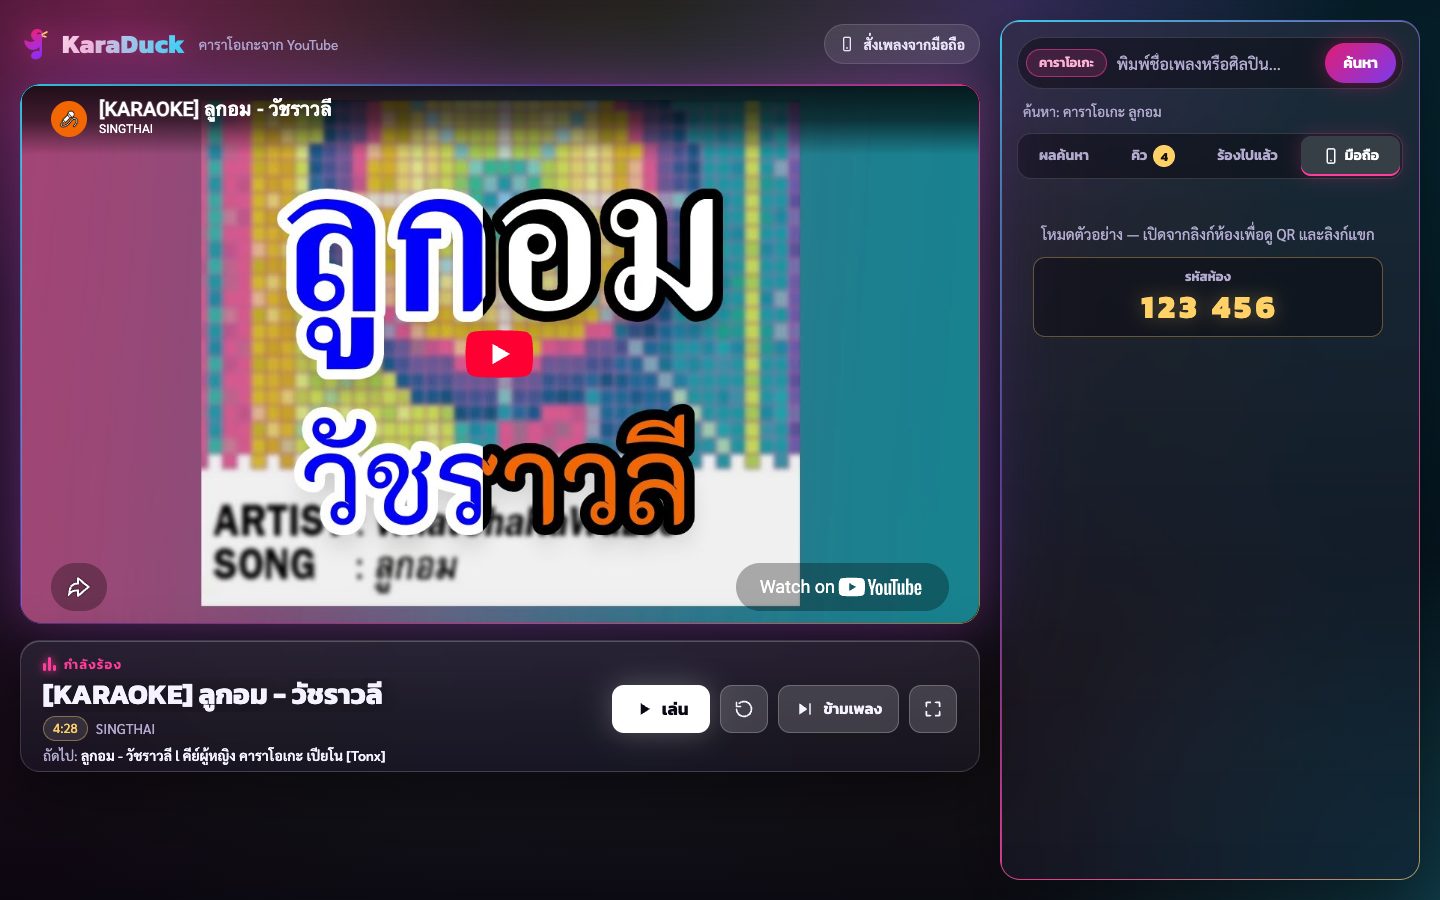 KaraDuck
คาราโอเกะจาก YouTube
สั่งเพลงจากมือถือ
[KARAOKE] ลูกอม - วัชราวลี
SINGTHAI
ลูกอม
วัชราวลี
ARTIST :
SONG : ลูกอม
Watch on YouTube
กำลังร้อง
[KARAOKE] ลูกอม - วัชราวลี
4:28 SINGTHAI
ถัดไป: ลูกอม - วัชราวลี l คีย์ผู้หญิง คาราโอเกะ เปียโน [Tonx]
เล่น
ข้ามเพลง
คาราโอเกะ พิมพ์ชื่อเพลงหรือศิลปิน... ค้นหา
ค้นหา: คาราโอเกะ ลูกอม
ผลค้นหา คิว 4 ร้องไปแล้ว มือถือ
โหมดตัวอย่าง — เปิดจากลิงก์ห้องเพื่อดู QR และลิงก์แขก
รหัสห้อง
123 456